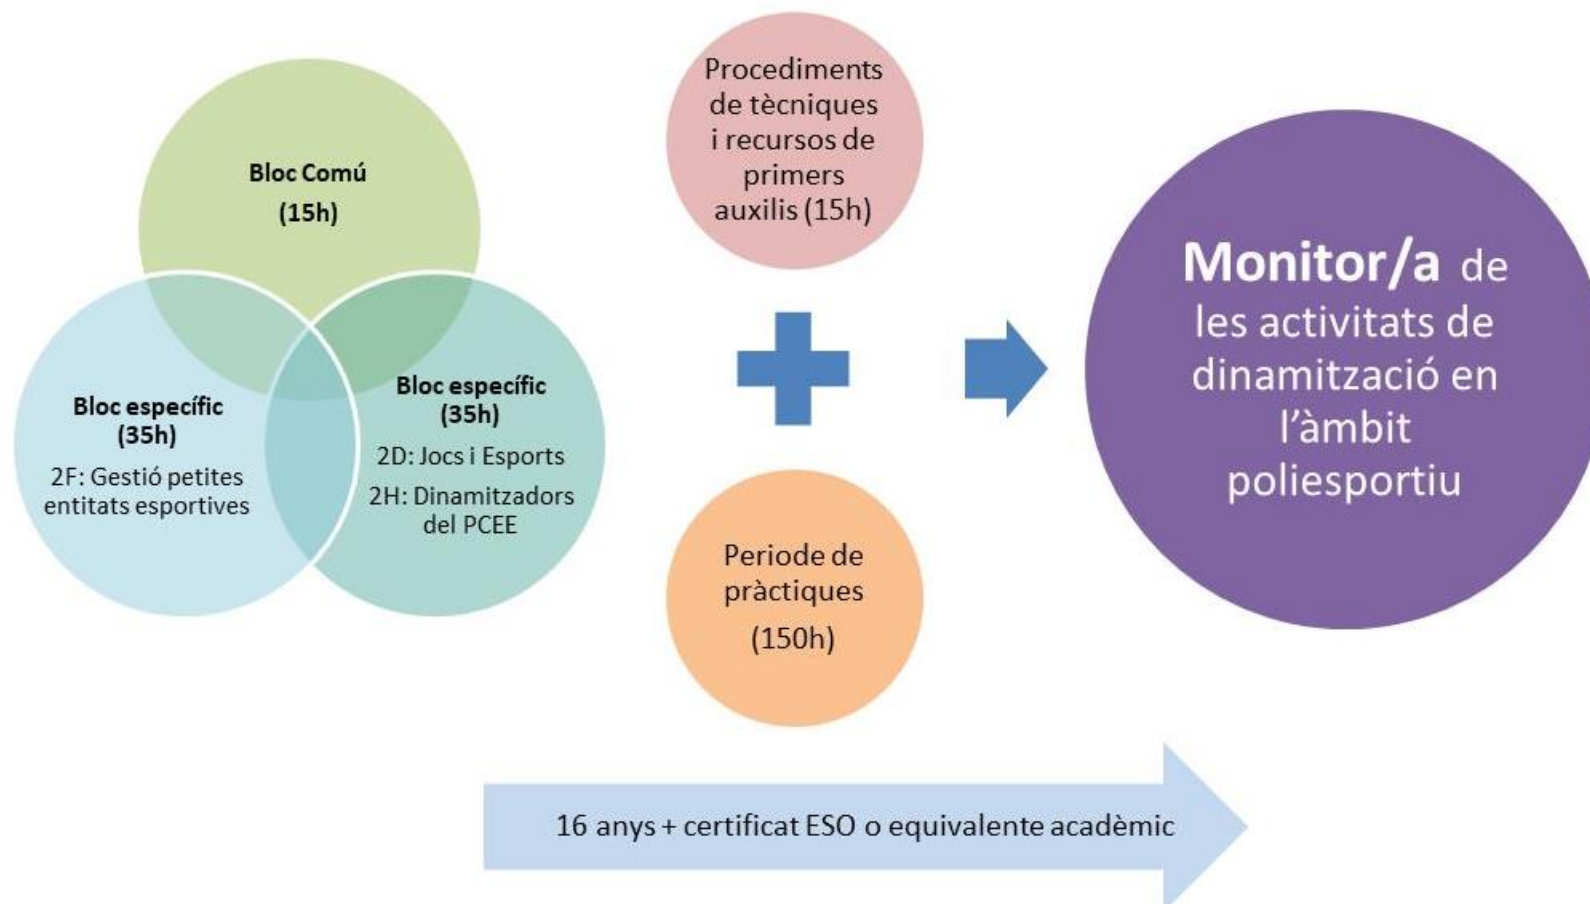 Bloc Comú
(15h)
Bloc específic
(35h)
2F: Gestió petites
entitats esportives
Bloc específic
(35h)
2D: Jocs i Esports
2H: Dinamitzadors
del PCEE
Procediments
de tècniques
i recursos de
primers
auxilis (15h)
Periode de
pràctiques
(150h)
Monitor/a de
les activitats de
dinamització en
l’àmbit
poliesportiu
16 anys + certificat ESO o equivalente acadèmic